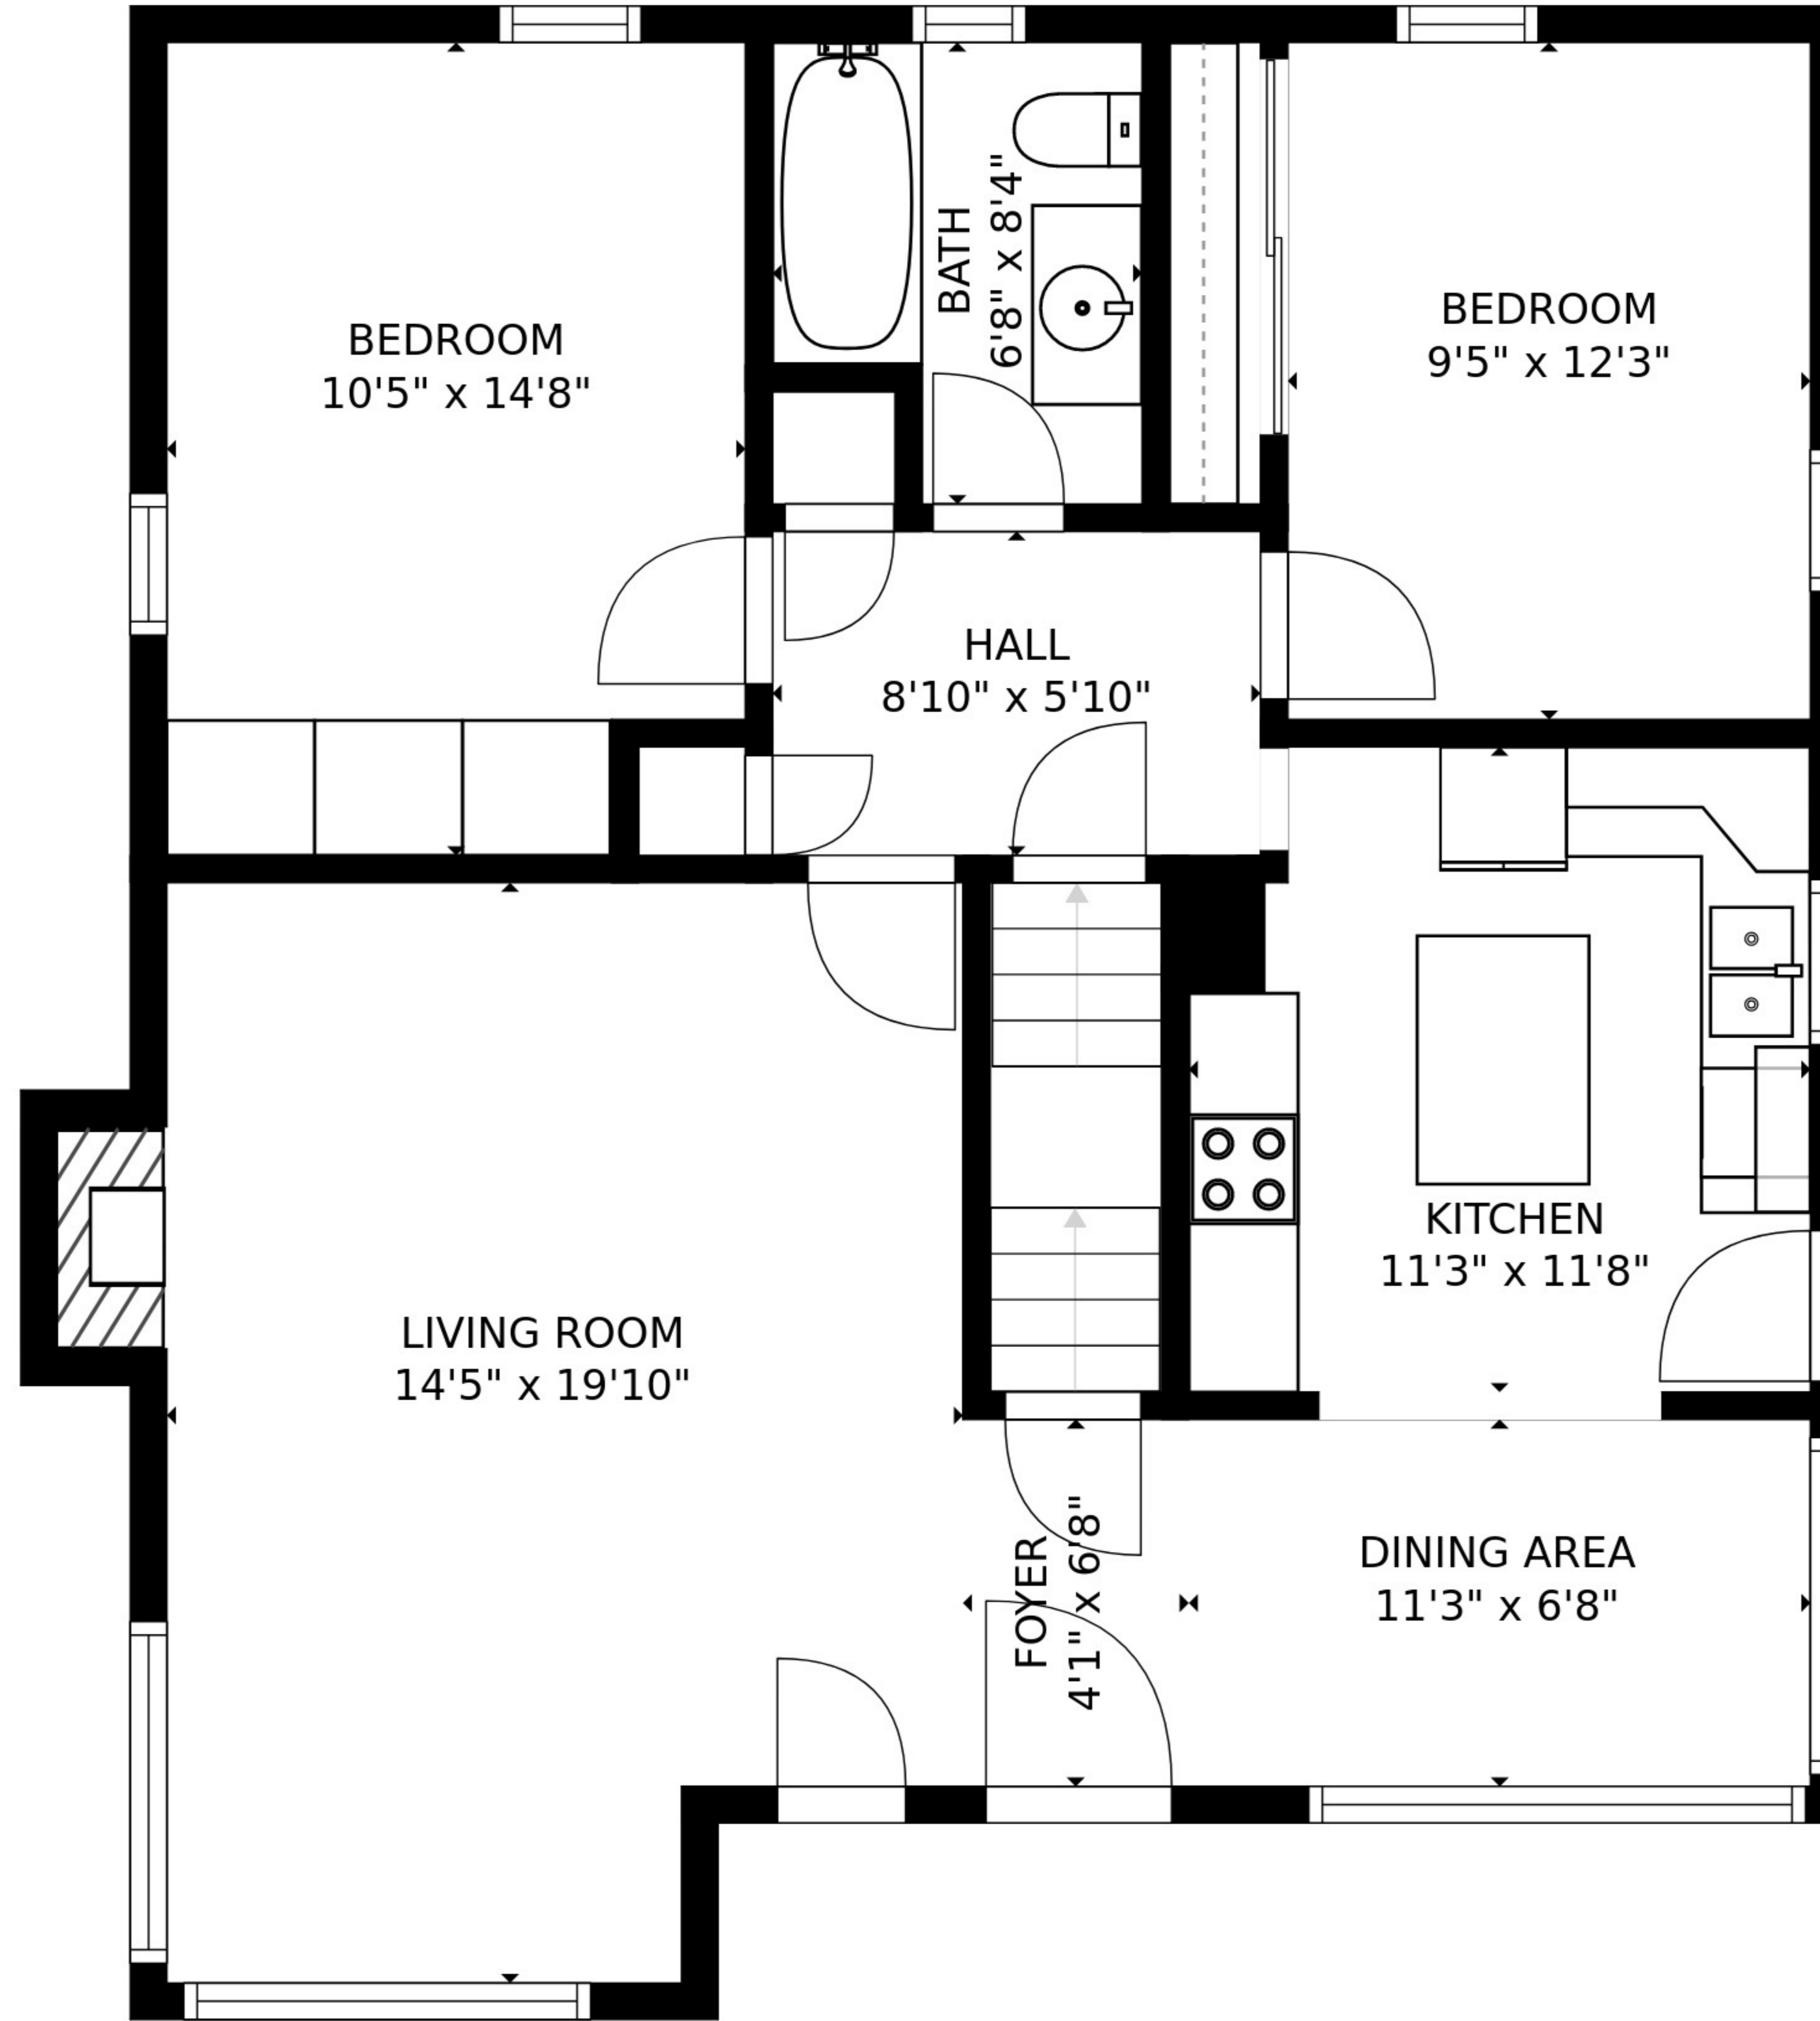 BATH
6'8" x 8'4"
BEDROOM
9'5" x 12'3"
BEDROOM
10'5" x 14'8"
HALL
8'10" x 5'10"
KITCHEN
11'3" x 11'8"
LIVING ROOM
14'5" x 19'10"
FOYER
4'1" x 6'8"
DINING AREA
11'3" x 6'8"